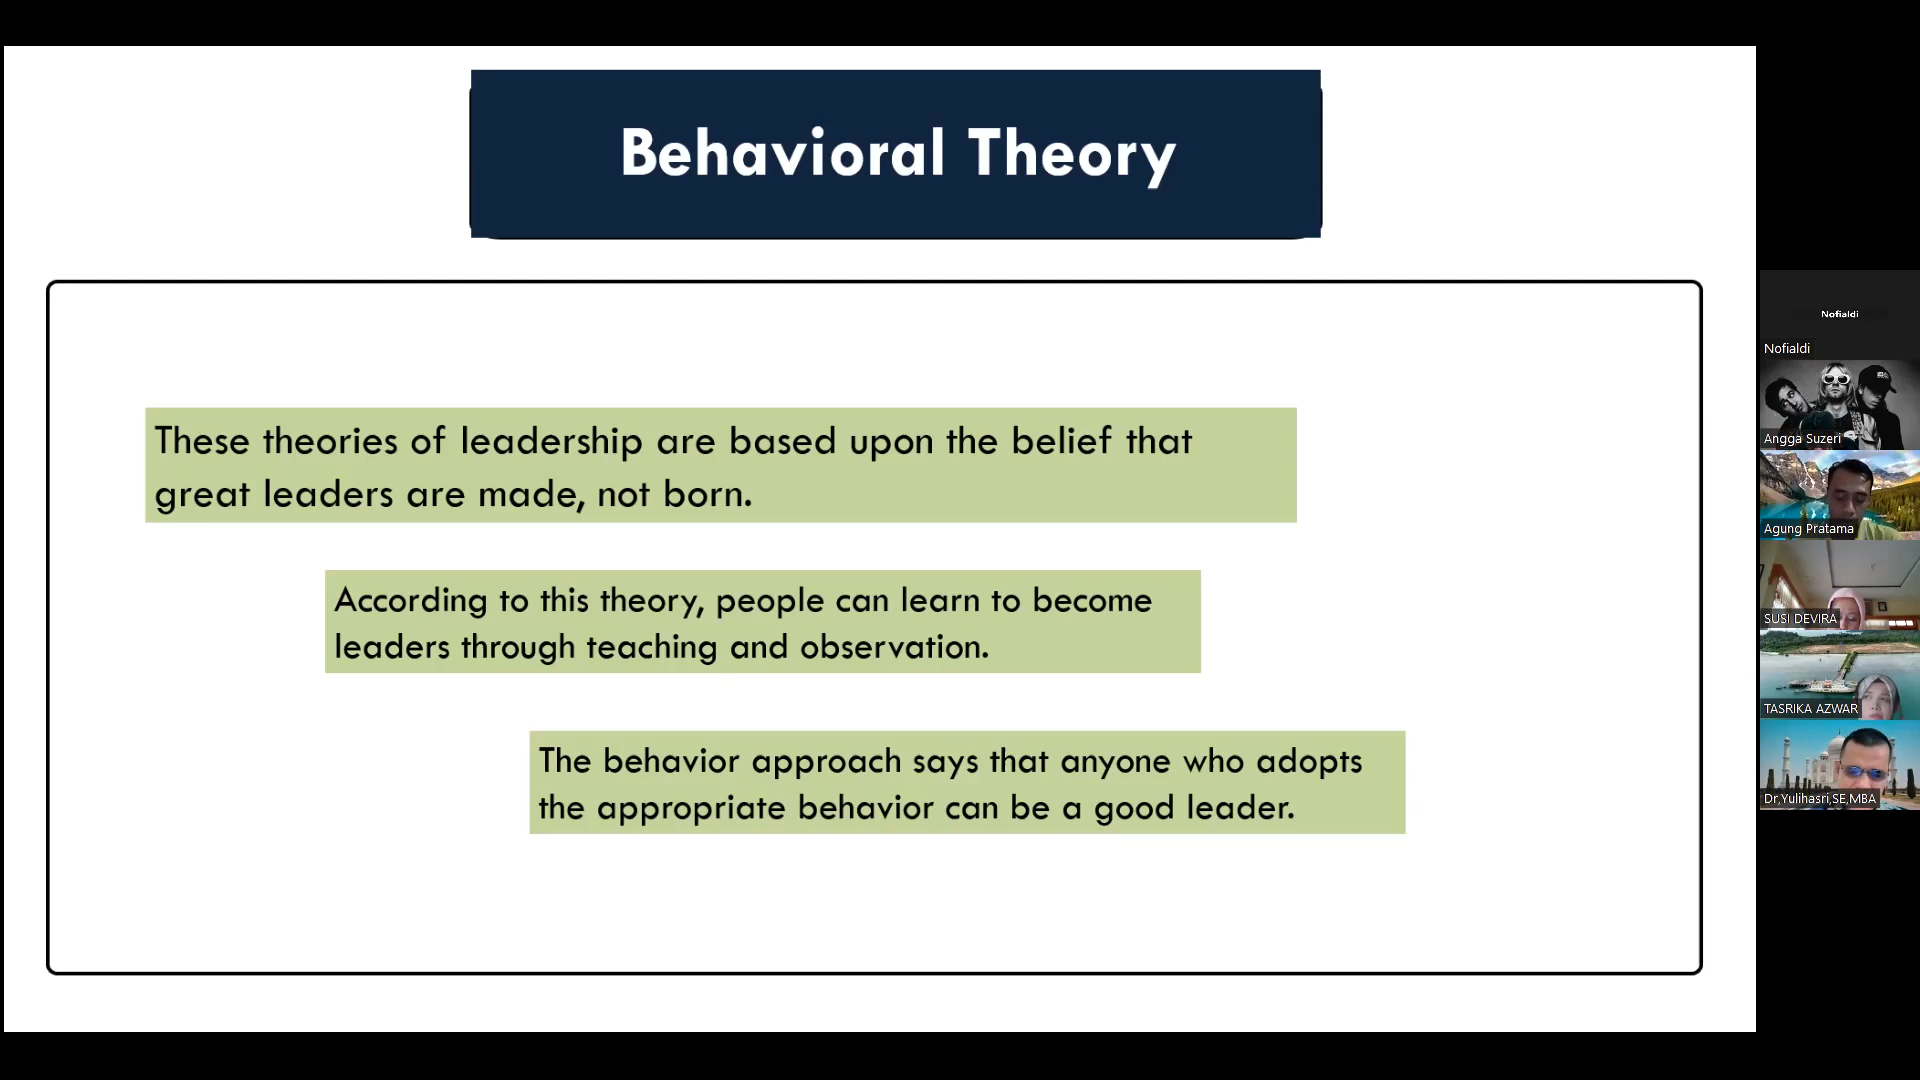 Behavioral Theory
These theories of leadership are based upon the belief that
great leaders are made, not born.
According to this theory, people can learn to become
leaders through teaching and observation.
The behavior approach says that anyone who adopts
the appropriate behavior can be a good leader.
Nofialdi
Nofialdi
Angga Suzeri
Agung Pratama
SUSI DEVIRA
TASRIKA AZWAR
Dr,Yulihasri,SE,MBA